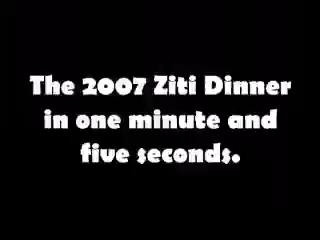 The 2007 Ziti Dinner
in one minute and
five seconds.